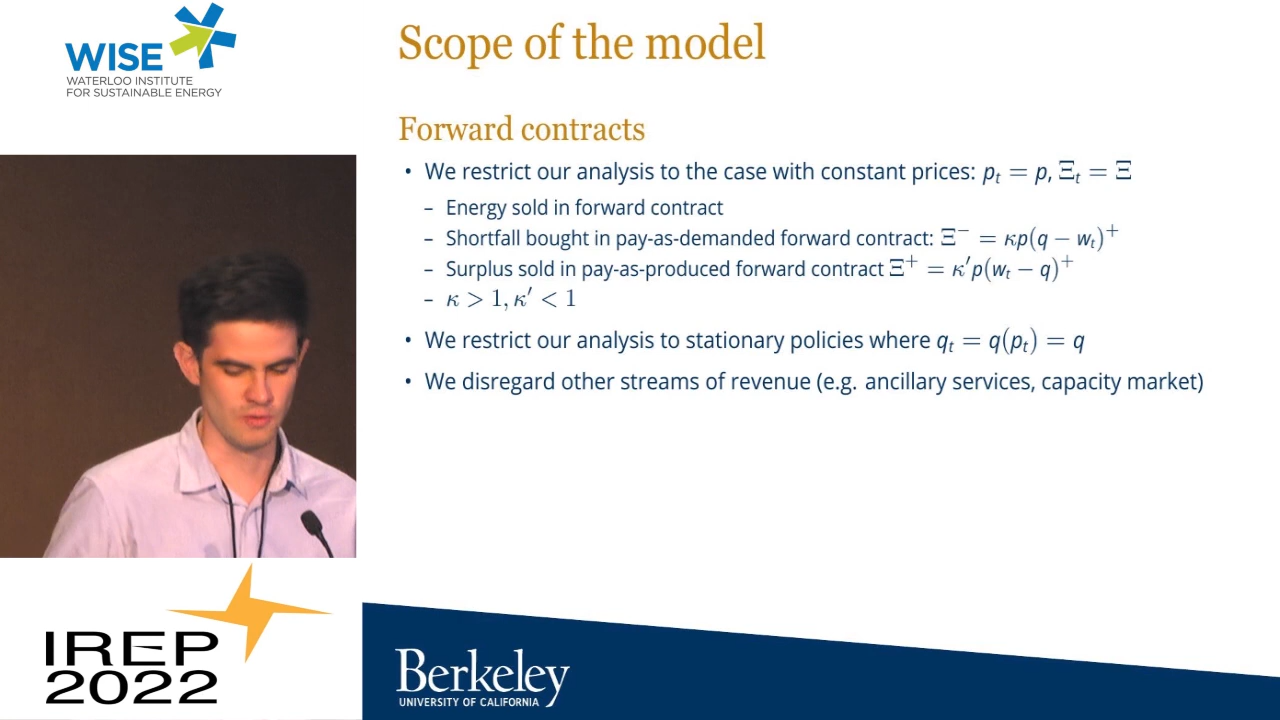 WISE
WATERLOO INSTITUTE
FOR SUSTAINABLE ENERGY
Scope of the model
Forward contracts
• We restrict our analysis to the case with constant prices: pₜ = p, Ξₜ = Ξ
– Energy sold in forward contract
– Shortfall bought in pay-as-demanded forward contract: Ξ⁻ = κp(q − wₜ)⁺
– Surplus sold in pay-as-produced forward contract Ξ⁺ = κ′p(wₜ − q)⁺
– κ > 1, κ′ < 1
• We restrict our analysis to stationary policies where qₜ = q(pₜ) = q
• We disregard other streams of revenue (e.g. ancillary services, capacity market)
IREP
2022
Berkeley
UNIVERSITY OF CALIFORNIA